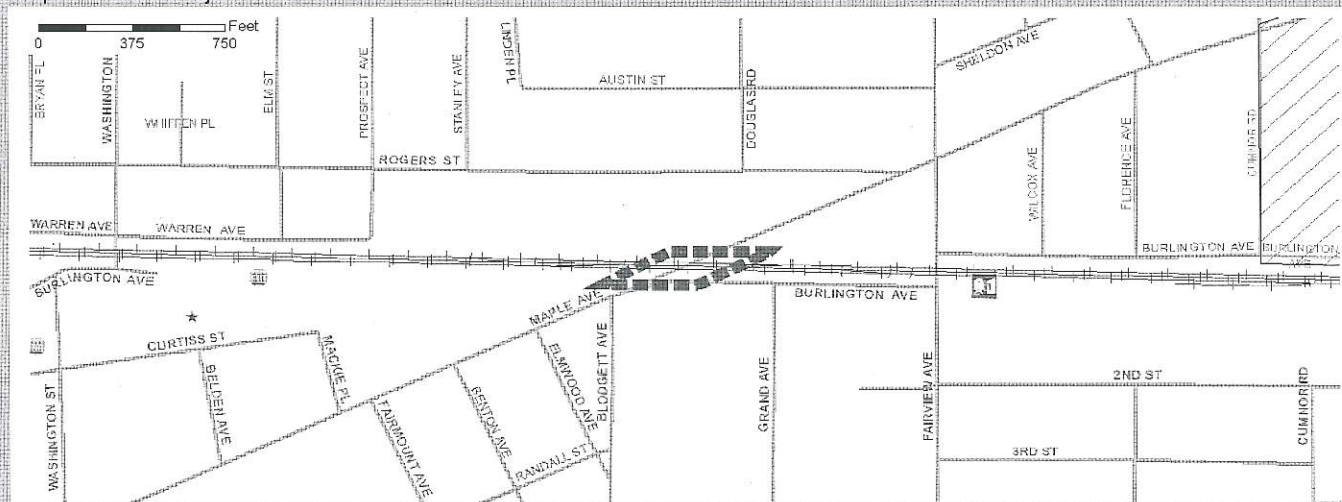 Feet
0 375 750
BRYAN PL
WASHINGTON
WHIFFEN PL
ELM ST
PROSPECT AVE
STANLEY AVE
LINDEN PL
AUSTIN ST
DOUGLAS RD
SHELDON AVE
ROGERS ST
WILCOX AVE
FLORENCE AVE
CUMNOR RD
WARREN AVE
WARREN AVE
BURLINGTON AVE
BURLINGTON
AVE
BURLINGTON AVE
MAPLE AVE
BURLINGTON AVE
CURTISS ST
MACKIE PL
BELDEN AVE
WASHINGTON ST
FAIRMOUNT AVE
BENTON AVE
ELMWOOD AVE
BLODGETT AVE
RANDALL ST
GRAND AVE
FAIRVIEW AVE
2ND ST
3RD ST
CUMNOR RD